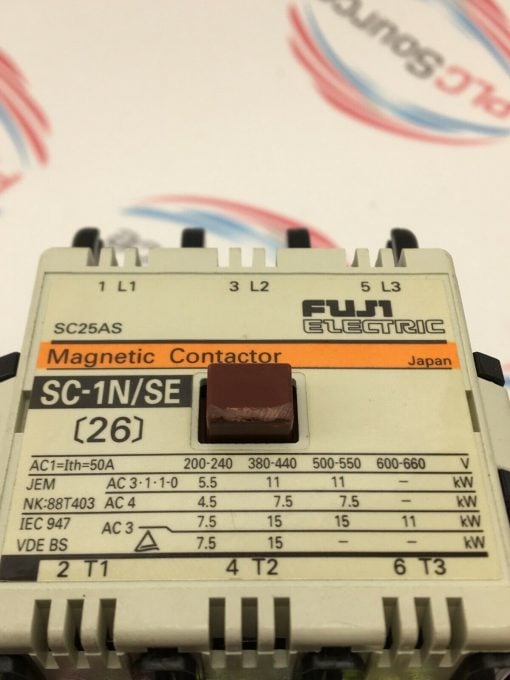 PLC Source
1 L1 3 L2 5 L3
SC25AS
FUJI ELECTRIC
Magnetic Contactor Japan
SC-1N/SE
(26)
AC1=Ith=50A 200-240 380-440 500-550 600-660 V
JEM AC 3·1·1-0 5.5 11 11 – kW
NK:88T403 AC 4 4.5 7.5 7.5 – kW
IEC 947 AC 3 7.5 15 15 11 kW
VDE BS 7.5 15 – – kW
2 T1 4 T2 6 T3